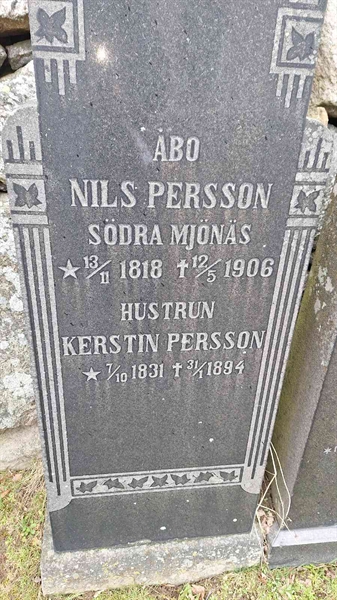 ÅBO
NILS PERSSON
SÖDRA MJÖNÄS
★ 13/11 1818 ✝ 12/5 1906
HUSTRUN
KERSTIN PERSSON
★ 7/10 1831 ✝ 31/1 1894